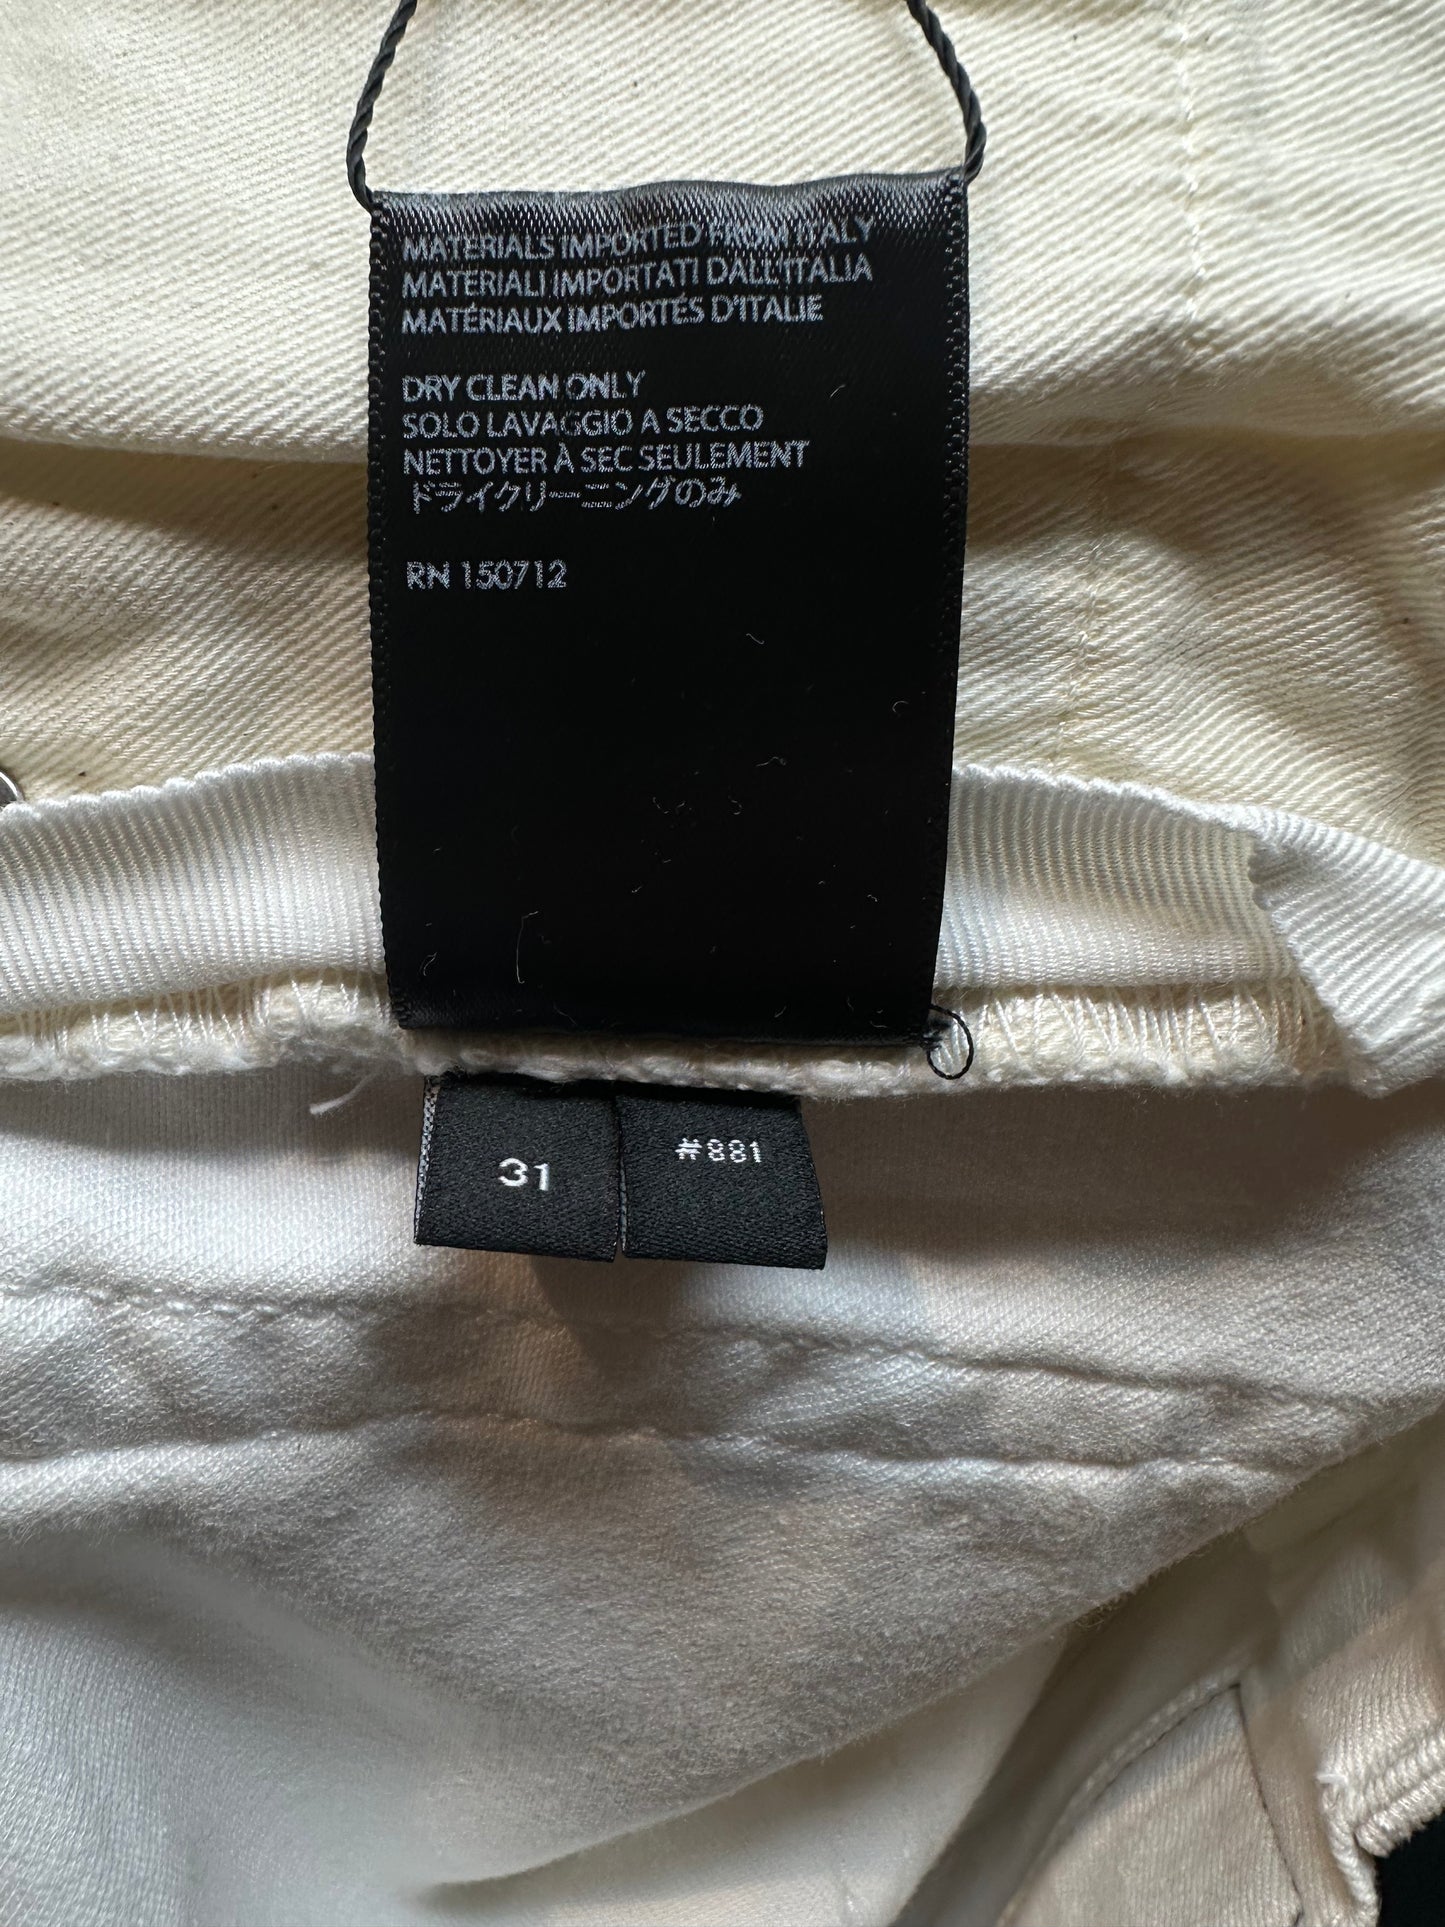 MATERIALS IMPORTED FROM ITALY
MATERIALI IMPORTATI DALL'ITALIA
MATÉRIAUX IMPORTÉS D'ITALIE
DRY CLEAN ONLY
SOLO LAVAGGIO A SECCO
NETTOYER À SEC SEULEMENT
ドライクリーニングのみ
RN 150712
31
#881